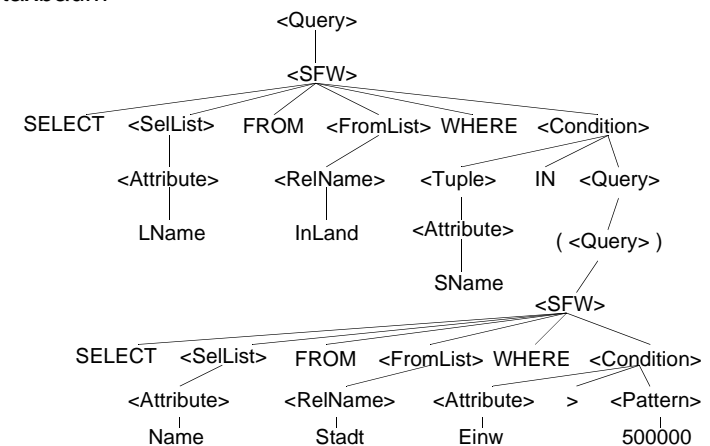 <Query>
<SFW>
SELECT <SelList> FROM <FromList> WHERE <Condition>
<Attribute> <RelName> <Tuple> IN <Query>
LName InLand <Attribute> ( <Query> )
SName
<SFW>
SELECT <SelList> FROM <FromList> WHERE <Condition>
<Attribute> <RelName> <Attribute> > <Pattern>
Name Stadt Einw 500000